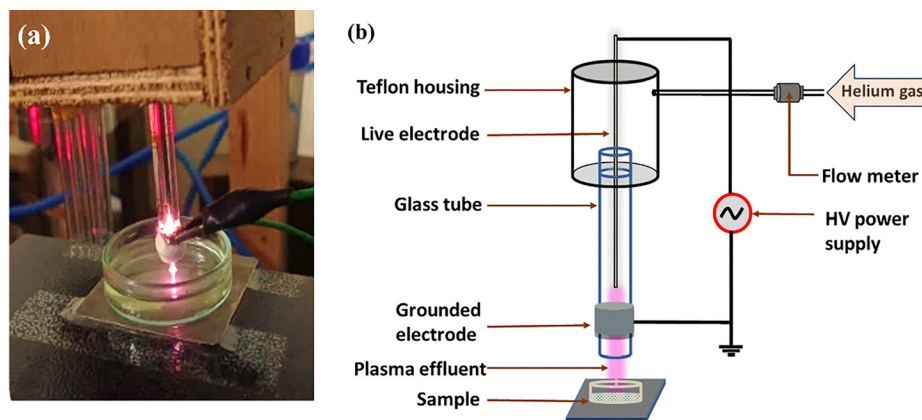 (a)
(b)
Teflon housing
Live electrode
Glass tube
Grounded
electrode
Plasma effluent
Sample
Helium gas
Flow meter
HV power
supply